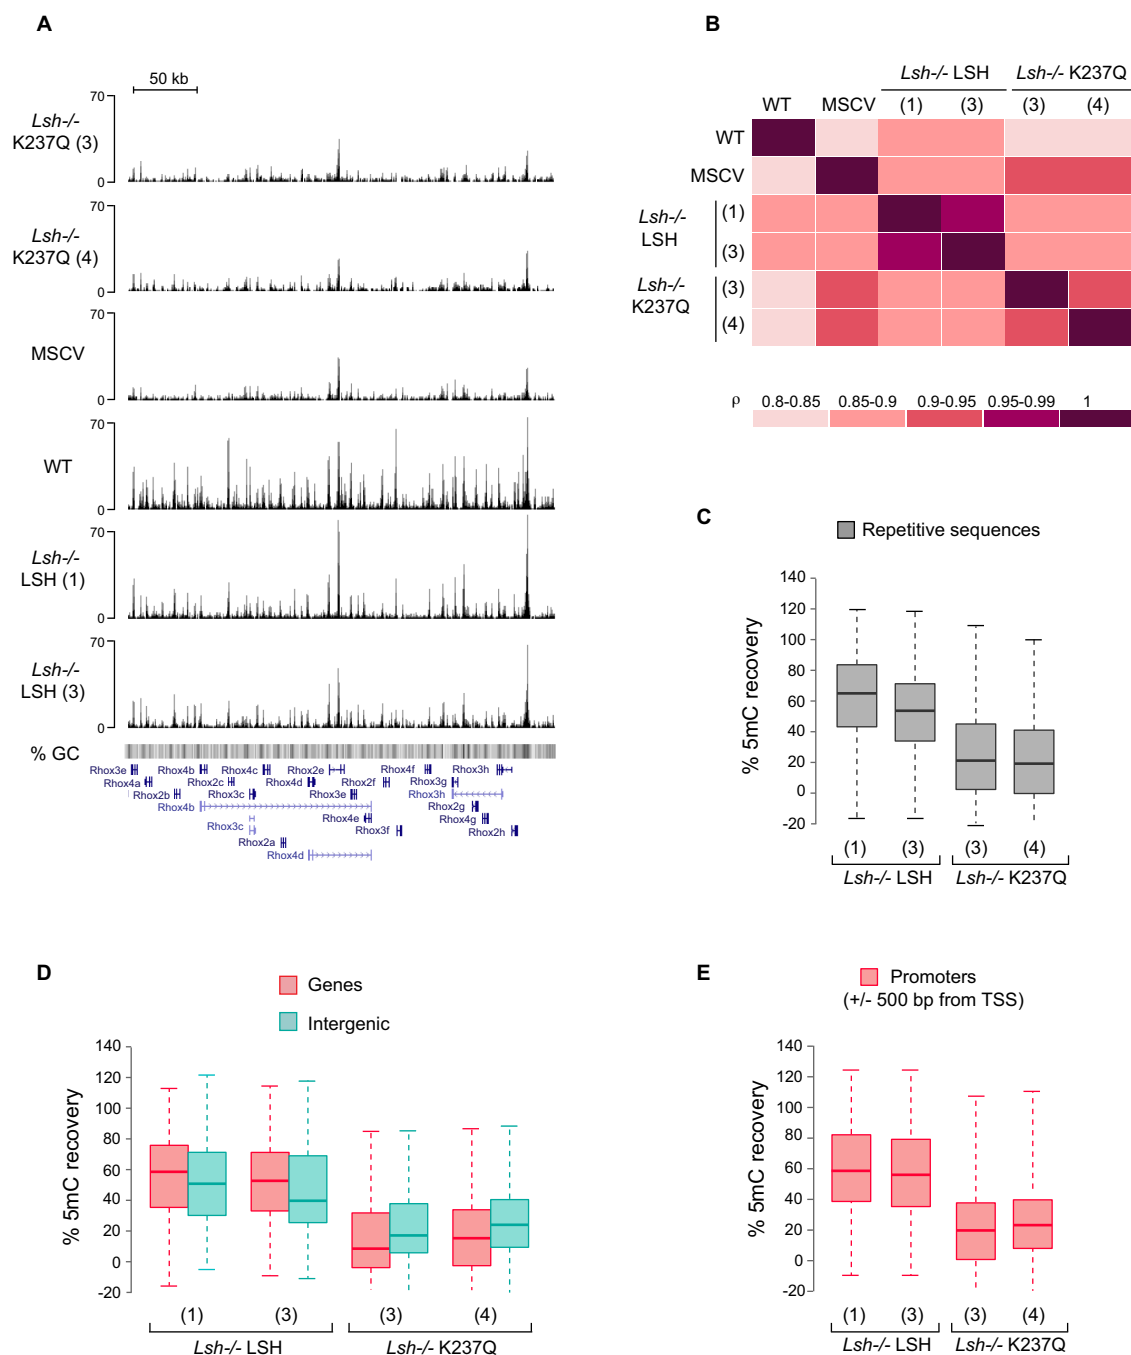 A
50 kb
70
Lsh-/-
K237Q (3)
0
70
Lsh-/-
K237Q (4)
0
70
MSCV
0
70
WT
0
70
Lsh-/-
LSH (1)
0
70
Lsh-/-
LSH (3)
0
% GC
Rhox3e Rhox4b Rhox4c Rhox2e Rhox4f Rhox3h
Rhox4a Rhox2c Rhox4d Rhox2f Rhox3g
Rhox2b Rhox3c Rhox3e Rhox3h
Rhox4b Rhox2g
Rhox4e Rhox4g
Rhox3c Rhox3f Rhox2h
Rhox2a
Rhox4d
B
Lsh-/- LSH Lsh-/- K237Q
WT MSCV (1) (3) (3) (4)
WT
MSCV
Lsh-/-
LSH
(1)
(3)
Lsh-/-
K237Q
(3)
(4)
ρ 0.8-0.85 0.85-0.9 0.9-0.95 0.95-0.99 1
C
Repetitive sequences
% 5mC recovery
140
120
100
80
60
40
20
0
-20
(1) (3) (3) (4)
Lsh-/- LSH Lsh-/- K237Q
D
Genes
Intergenic
% 5mC recovery
140
120
100
80
60
40
20
0
-20
(1) (3) (3) (4)
Lsh-/- LSH Lsh-/- K237Q
E
Promoters
(+/- 500 bp from TSS)
% 5mC recovery
140
120
100
80
60
40
20
0
-20
(1) (3) (3) (4)
Lsh-/- LSH Lsh-/- K237Q